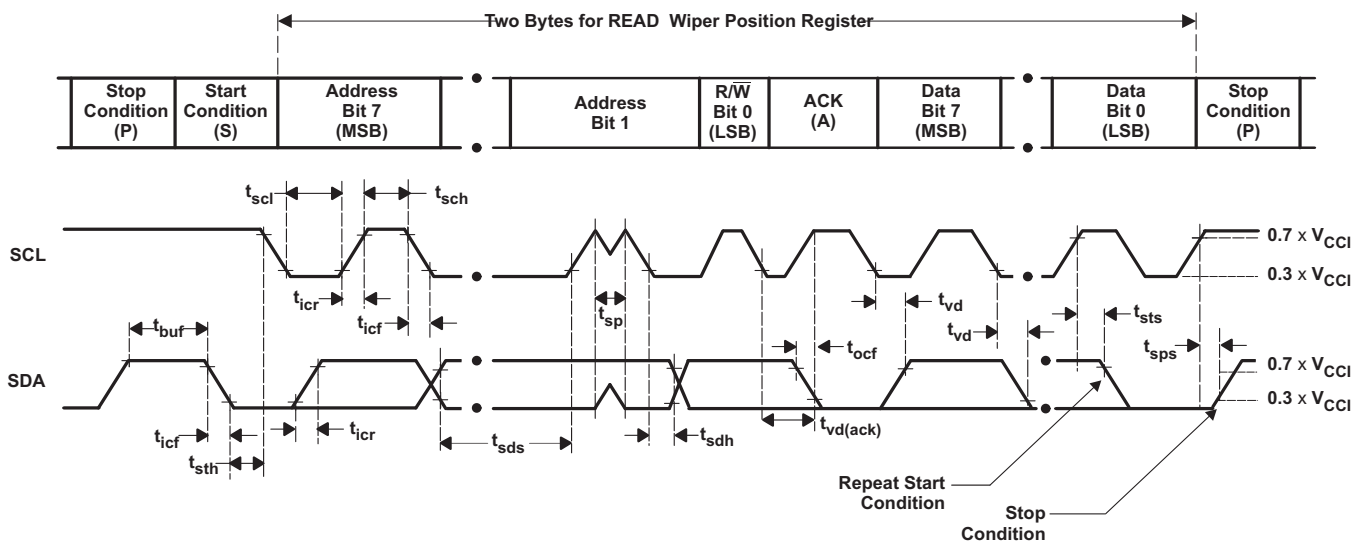 Two Bytes for READ Wiper Position Register
Stop Condition (P)
Start Condition (S)
Address Bit 7 (MSB)
Address Bit 1
R/W̅ Bit 0 (LSB)
ACK (A)
Data Bit 7 (MSB)
Data Bit 0 (LSB)
Stop Condition (P)
tscl
tsch
SCL
0.7 x VCCI
0.3 x VCCI
ticr
ticf
tsp
tvd
tvd
tsts
tbuf
tocf
tsps
SDA
0.7 x VCCI
0.3 x VCCI
ticf
ticr
tsth
tsds
tsdh
tvd(ack)
Repeat Start
Condition
Stop
Condition